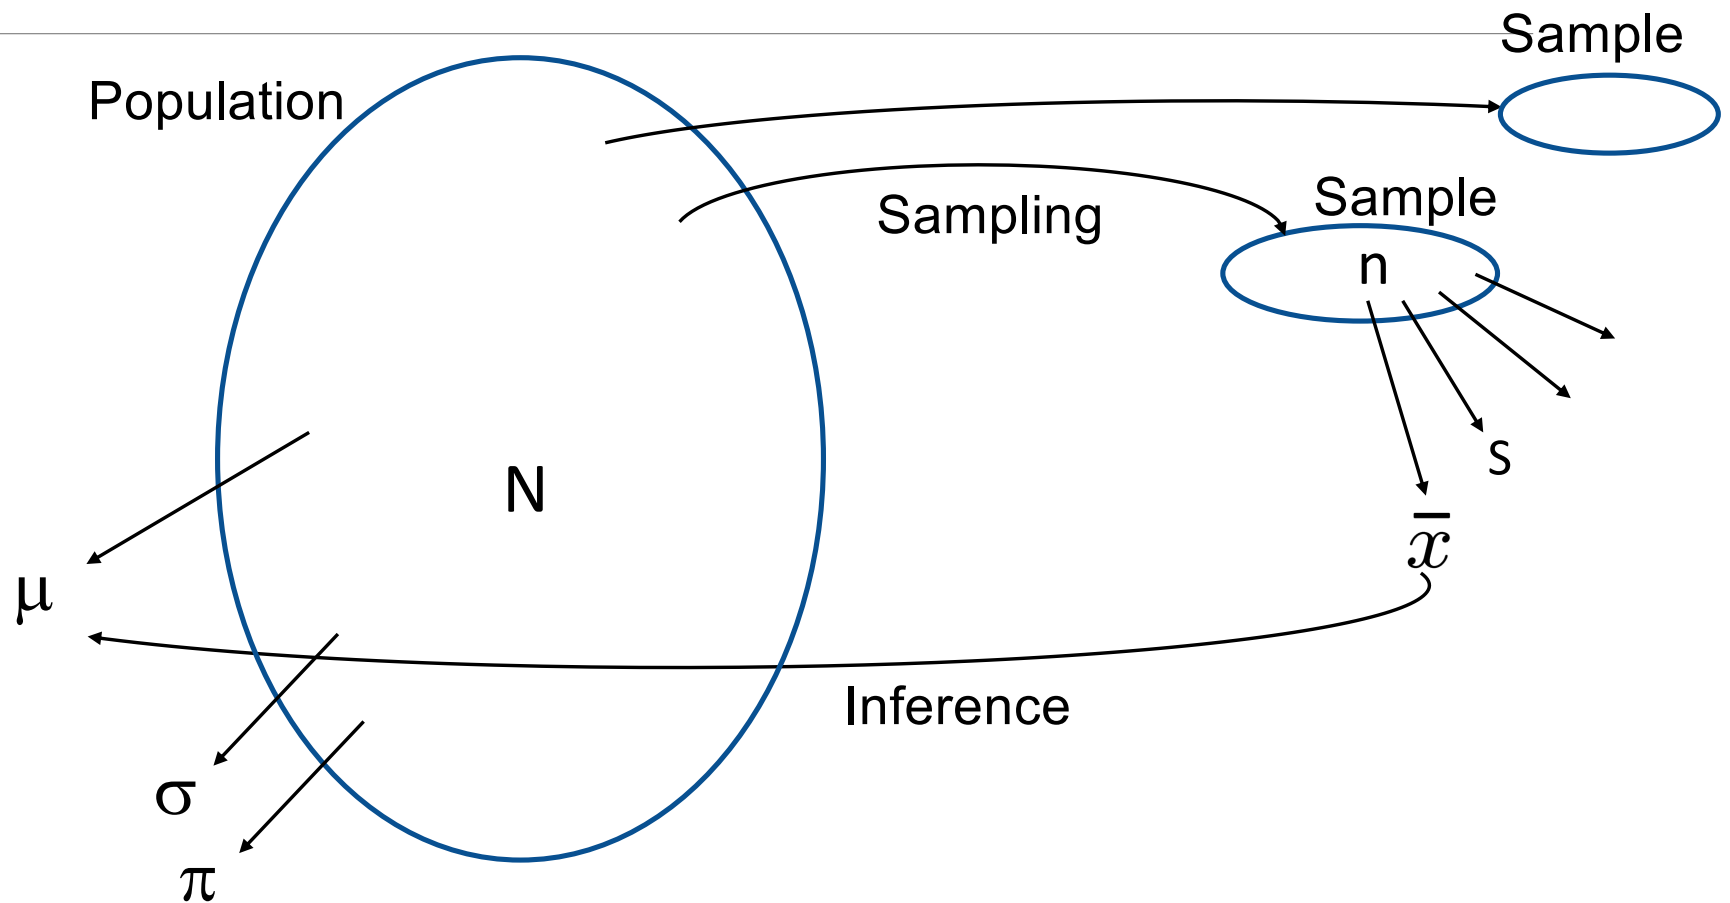 Sample
Population
Sample
Sampling
n
s
N
x̄
μ
Inference
σ
π